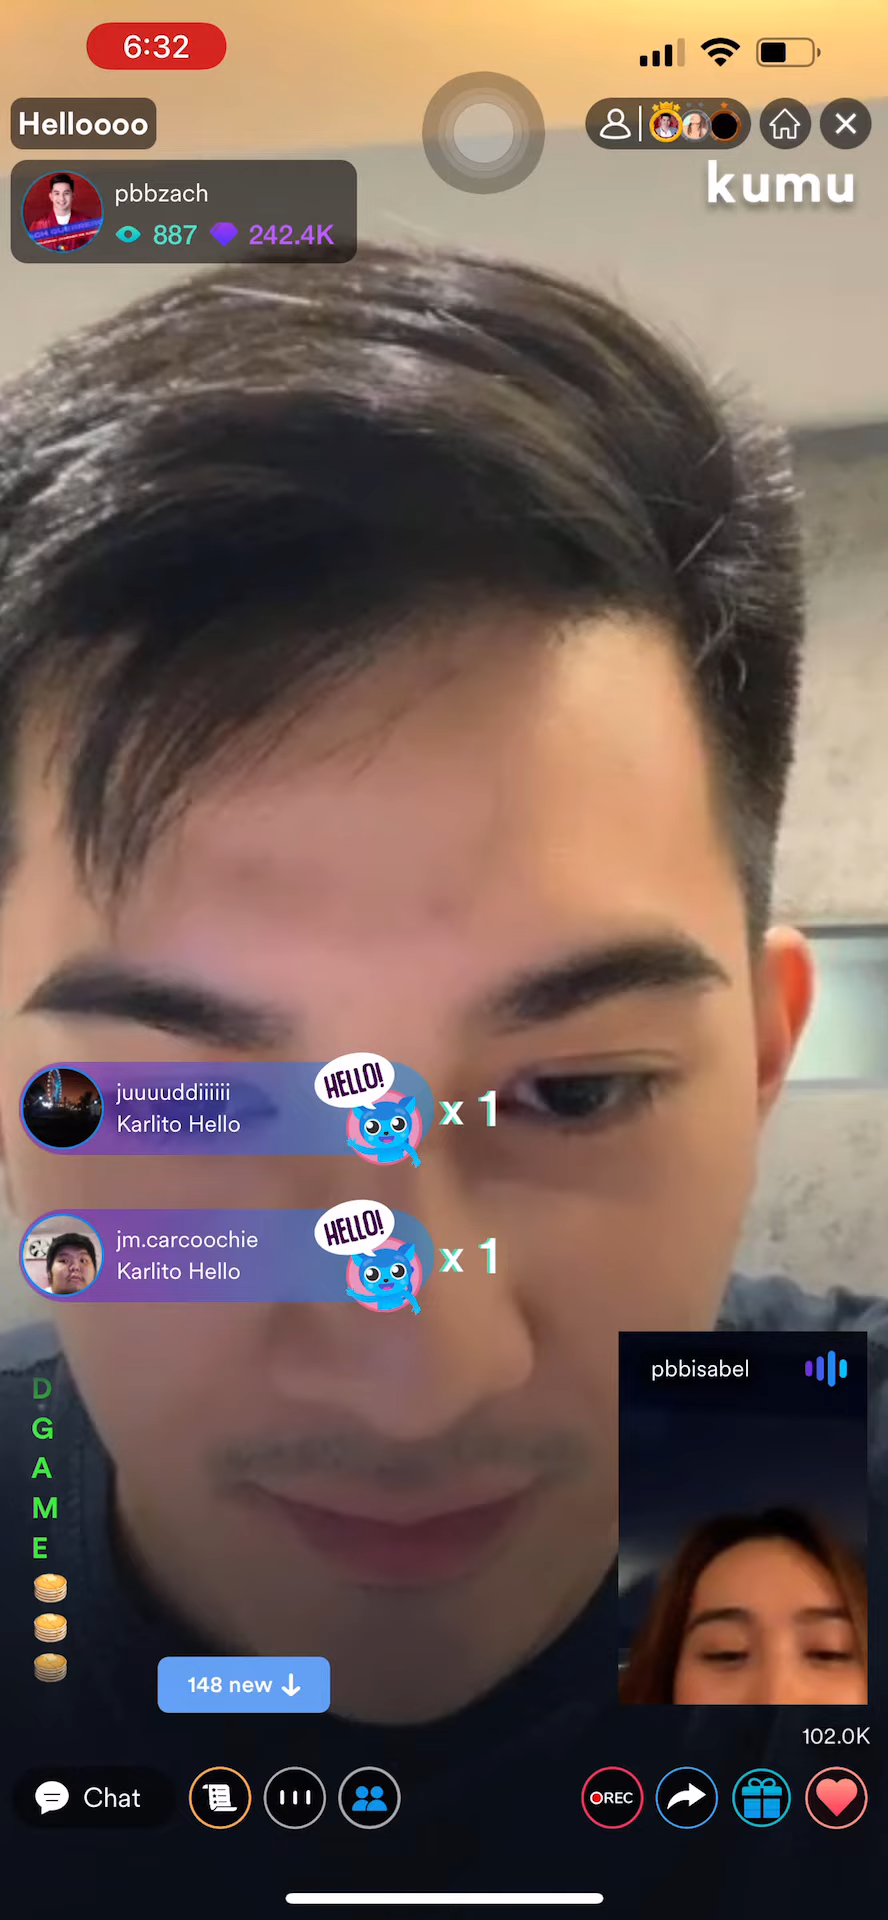 6:32
Helloooo
kumu
pbbzach
887 242.4K
juuuuddiiiiii
Karlito Hello
HELLO!
x 1
jm.carcoochie
Karlito Hello
HELLO!
x 1
pbbisabel
D
G
A
M
E
148 new
102.0K
Chat
REC